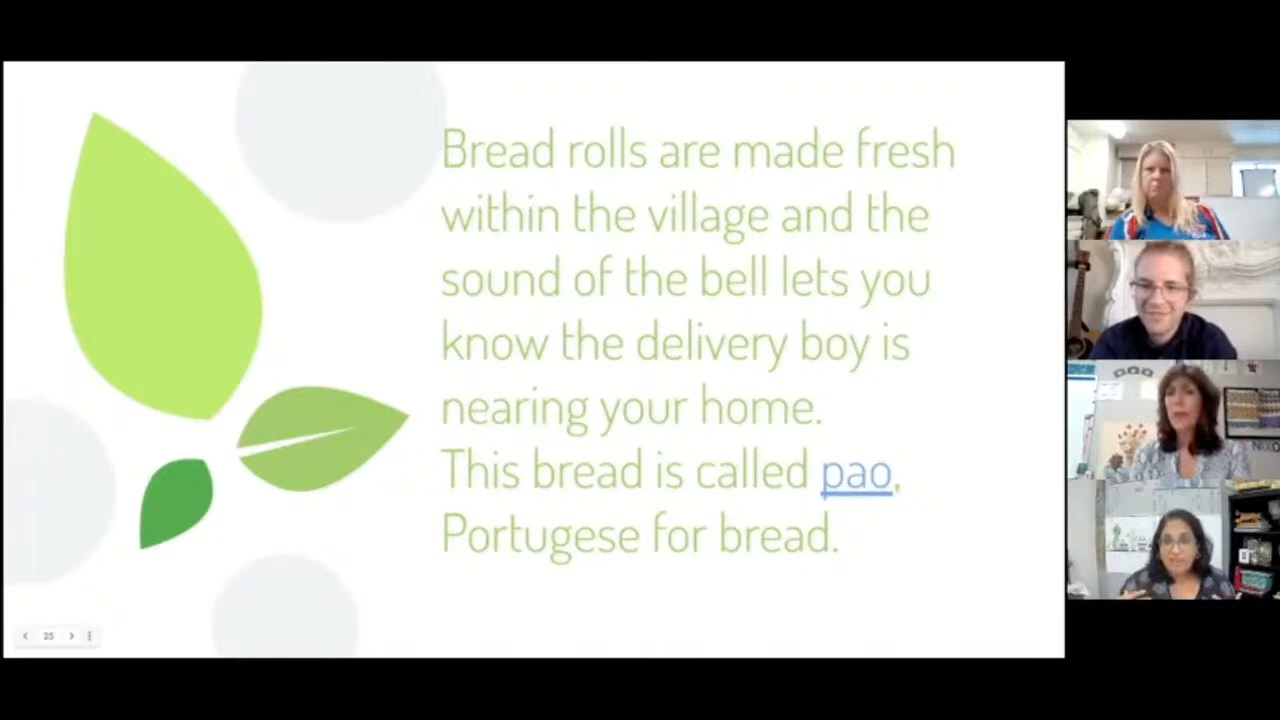 Bread rolls are made fresh
within the village and the
sound of the bell lets you
know the delivery boy is
nearing your home.
This bread is called pao,
Portugese for bread.
25